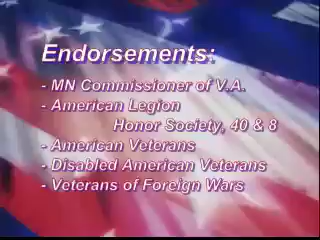 Endorsements:
- MN Commissioner of V.A.
- American Legion
Honor Society, 40 & 8
- American Veterans
- Disabled American Veterans
- Veterans of Foreign Wars